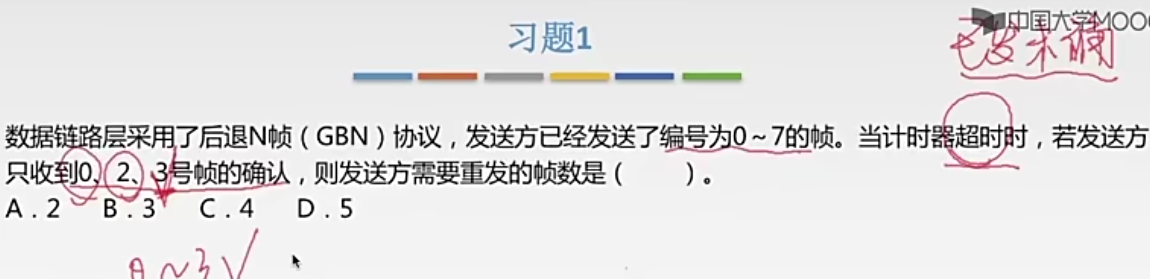 中国大学MOO
习题1
已发未确
数据链路层采用了后退N帧（GBN）协议，发送方已经发送了编号为0～7的帧。当计时器超时时，若发送方
只收到0、2、3号帧的确认，则发送方需要重发的帧数是（ ）。
A．2 B．3 C．4 D．5
0～3√